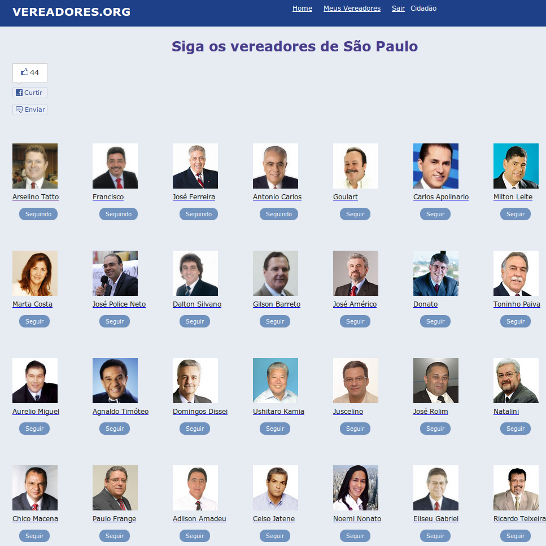 VEREADORES.ORG
Home Meus Vereadores Sair Cidadão
Siga os vereadores de São Paulo
44
Curtir
Enviar
Arselino Tatto Francisco José Ferreira Antonio Carlos Goulart Carlos Apolinario Milton Leite
Seguindo Seguindo Seguindo Seguindo Seguir Seguir Seguir
Marta Costa José Police Neto Dalton Silvano Gilson Barreto José Américo Donato Toninho Paiva
Seguir Seguir Seguir Seguir Seguir Seguir Seguir
Aurelio Miguel Agnaldo Timóteo Domingos Dissei Ushitaro Kamia Juscelino José Rolim Natalini
Seguir Seguir Seguir Seguir Seguir Seguir Seguir
Chico Macena Paulo Frange Adilson Amadeu Celso Jatene Noemi Nonato Eliseu Gabriel Ricardo Teixeira
Seguir Seguir Seguir Seguir Seguir Seguir Seguir